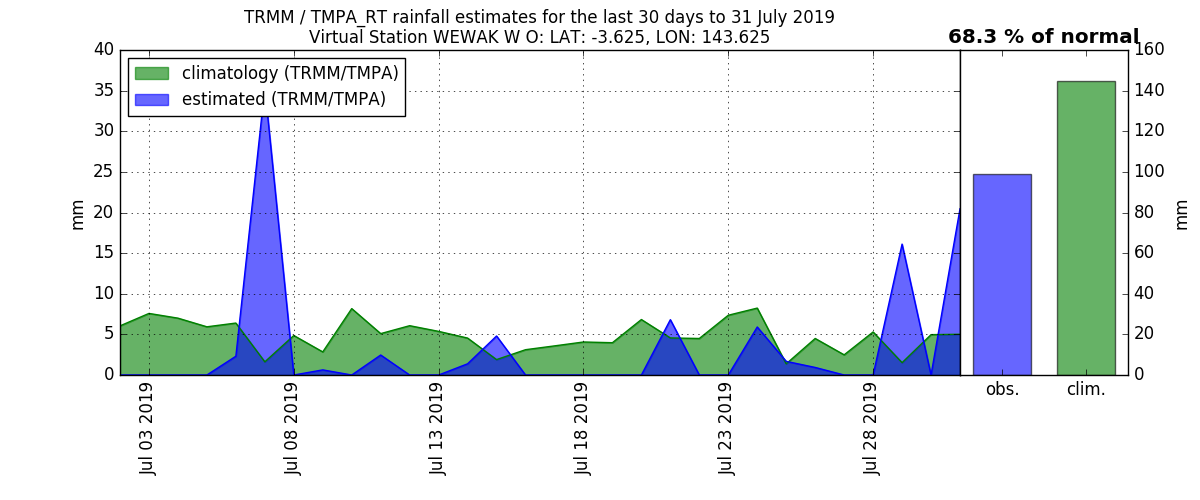 TRMM / TMPA_RT rainfall estimates for the last 30 days to 31 July 2019
Virtual Station WEWAK W O: LAT: -3.625, LON: 143.625
68.3 % of normal
climatology (TRMM/TMPA)
estimated (TRMM/TMPA)
40
35
30
25
20
15
10
5
0
mm
Jul 03 2019
Jul 08 2019
Jul 13 2019
Jul 18 2019
Jul 23 2019
Jul 28 2019
160
140
120
100
80
60
40
20
0
mm
obs.
clim.